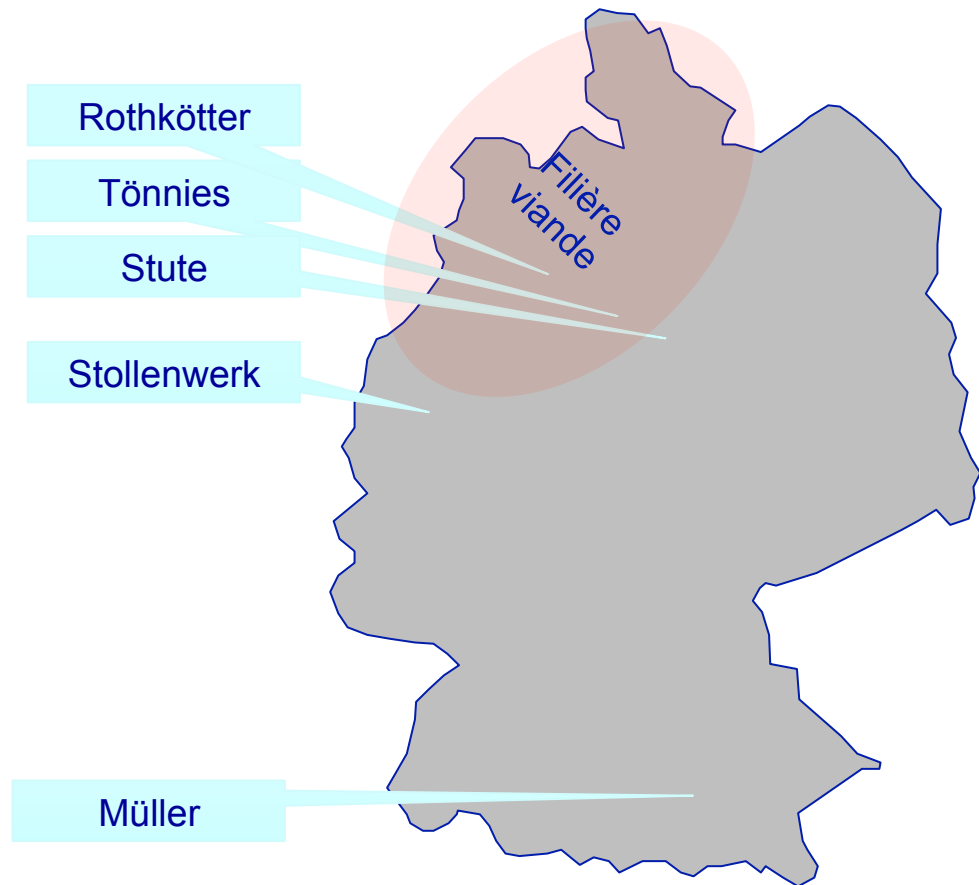 Rothkötter
Tönnies
Stute
Stollenwerk
Müller
Filière
viande